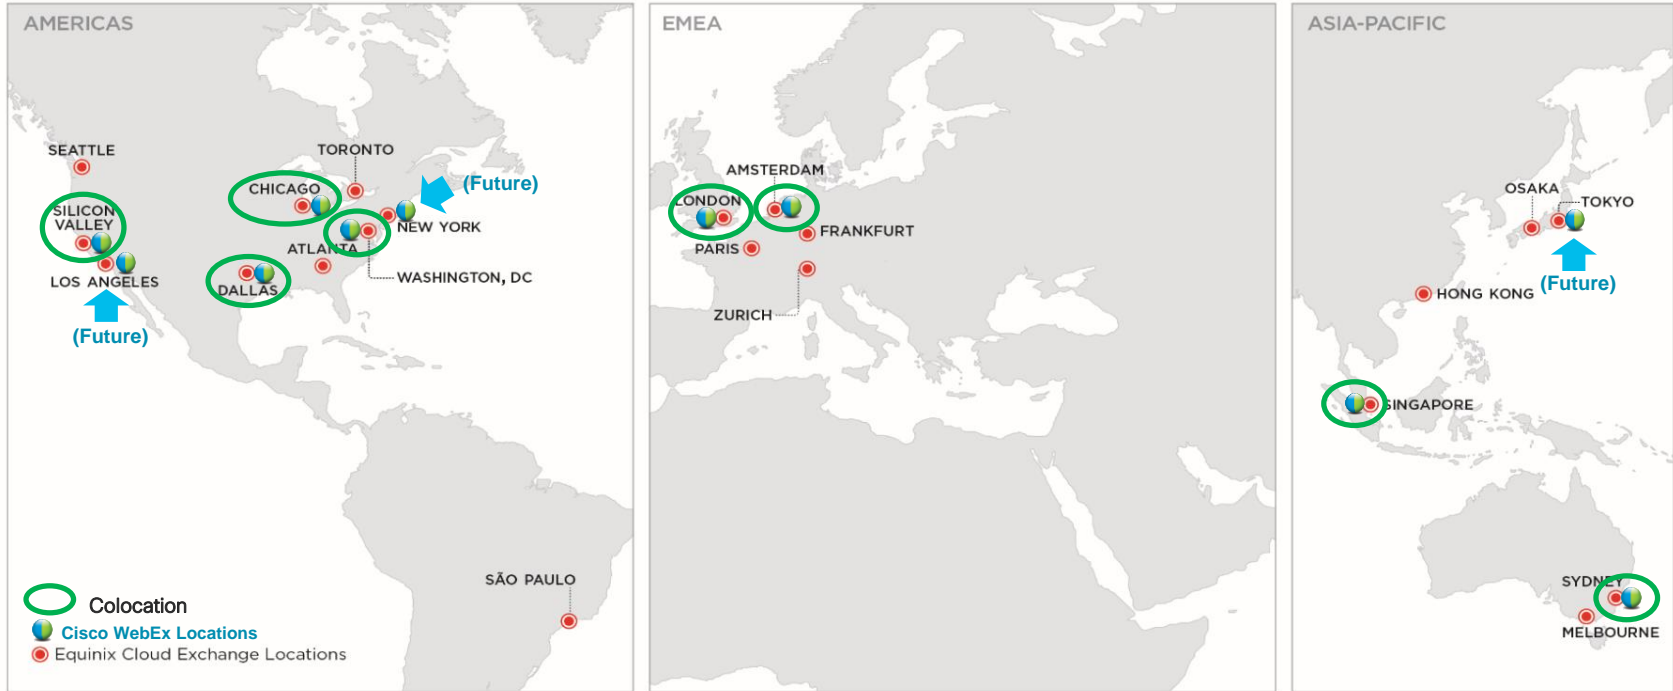 AMERICAS
SEATTLE
TORONTO
CHICAGO
(Future)
SILICON
VALLEY
NEW YORK
ATLANTA
LOS ANGELES
WASHINGTON, DC
DALLAS
(Future)
SÃO PAULO
Colocation
Cisco WebEx Locations
Equinix Cloud Exchange Locations
EMEA
AMSTERDAM
LONDON
FRANKFURT
PARIS
ZURICH
ASIA-PACIFIC
OSAKA
TOKYO
(Future)
HONG KONG
SINGAPORE
SYDNEY
MELBOURNE